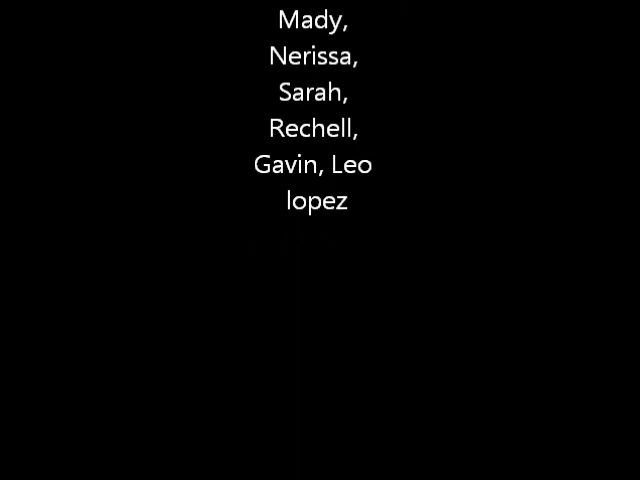 Mady,
Nerissa,
Sarah,
Rechell,
Gavin, Leo
lopez